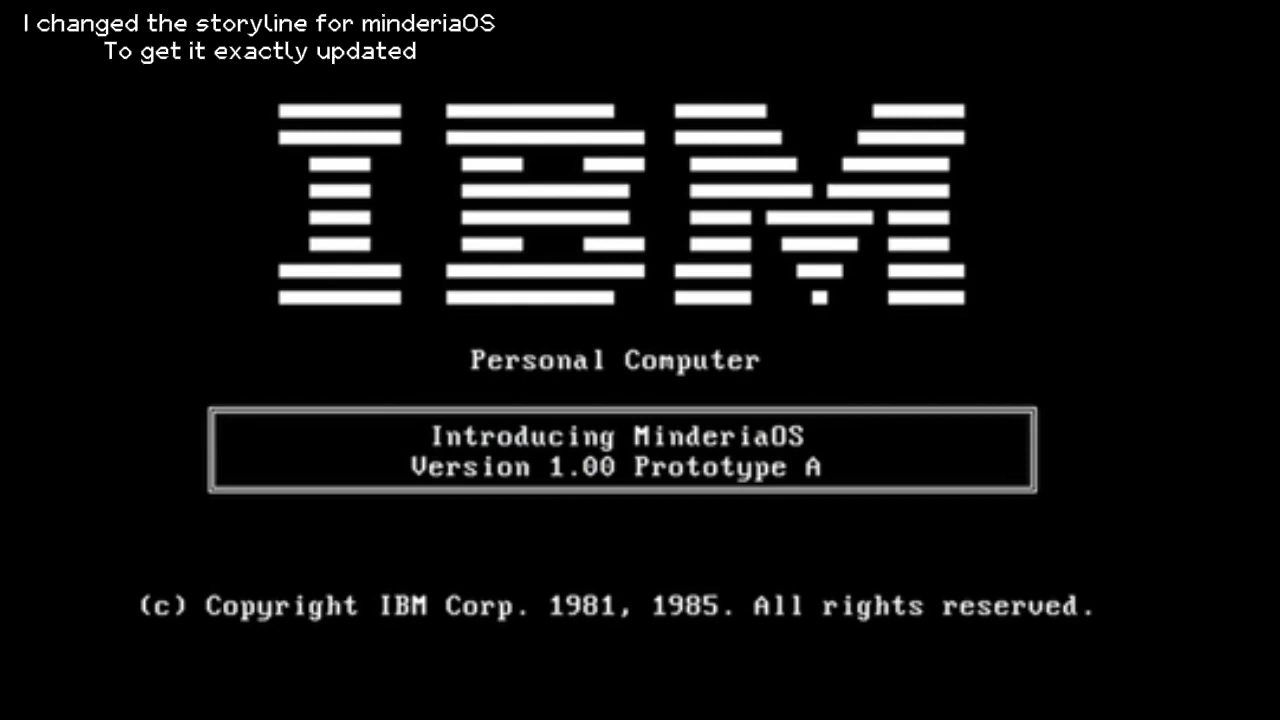 I changed the storyline for minderiaOS
To get it exactly updated
IBM
Personal Computer
Introducing MinderiaOS
Version 1.00 Prototype A
(c) Copyright IBM Corp. 1981, 1985. All rights reserved.